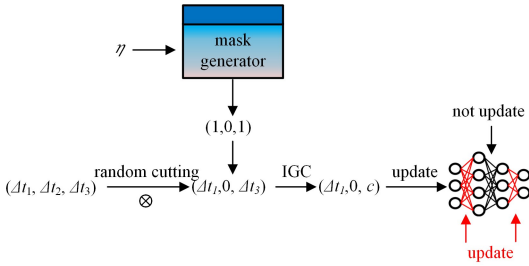 mask
generator
η
(1,0,1)
not update
random cutting
IGC
update
(Δt₁, Δt₂, Δt₃)
⊗
(Δt₁,0, Δt₃)
(Δt₁,0, c)
update